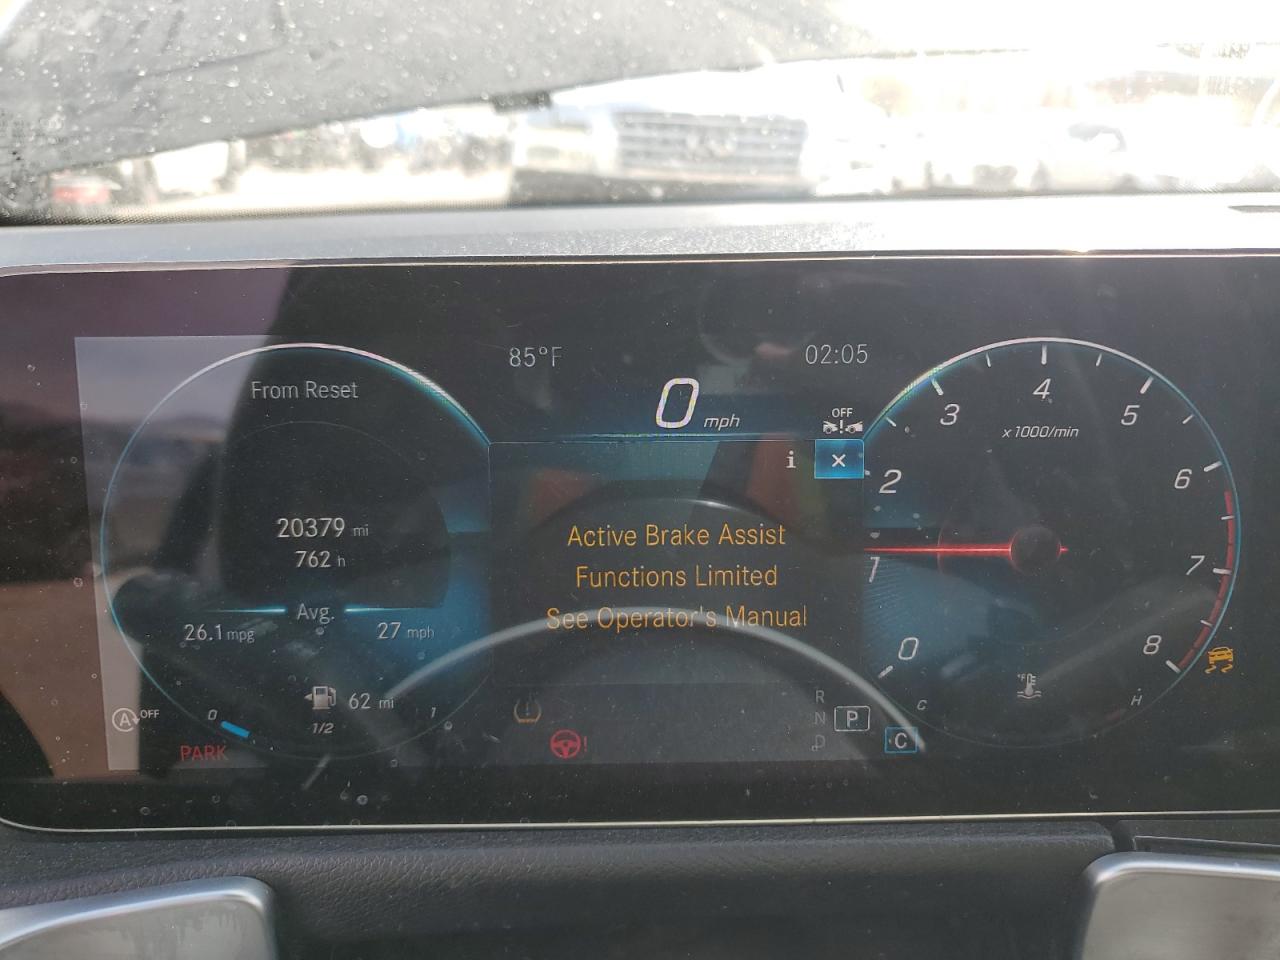 85°F
02:05
From Reset
0 mph
OFF
i ×
20379 mi
762 h
Avg.
26.1 mpg
27 mph
62 mi
0 1/2 1
A OFF
PARK
Active Brake Assist
Functions Limited
See Operator's Manual
R
N P
D C
0 1 2 3 4 5 6 7 8
x1000/min
°F
C H